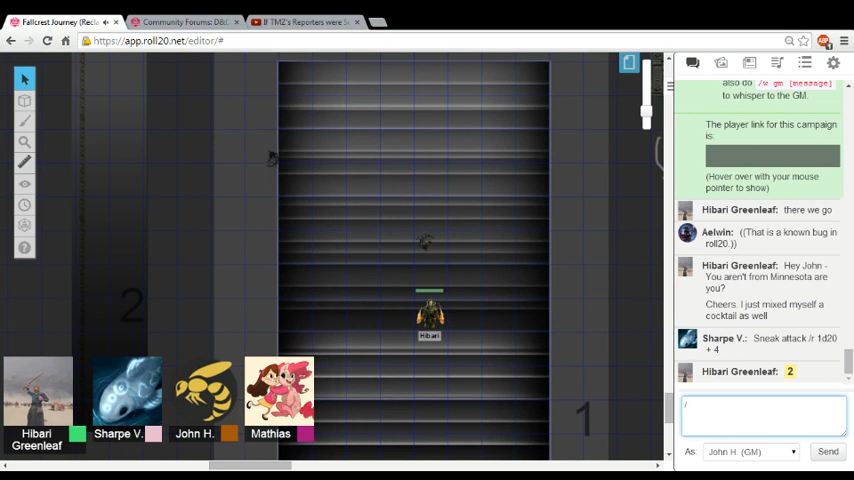 Fallcrest Journey (Recla
Community Forums: D&
If TMZ's Reporters were S
https://app.roll20.net/editor/#
ABP
also do /w gm [message]
to whisper to the GM.
The player link for this campaign
is:
(Hover over with your mouse
pointer to show)
Hibari Greenleaf: there we go
Aelwin: ((That is a known bug in
roll20.))
Hibari Greenleaf: Hey John -
You aren't from Minnesota are
you?
Cheers. I just mixed myself a
cocktail as well
Sharpe V.: Sneak attack /r 1d20
+ 4
Hibari Greenleaf: 2
/
As: John H. (GM) Send
2
1
Hibari
Hibari
Greenleaf
Sharpe V.
John H.
Mathias